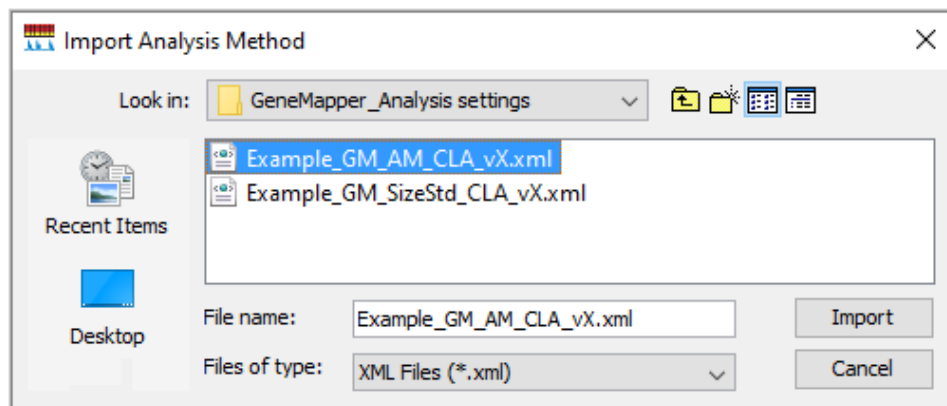 Import Analysis Method
Look in: GeneMapper_Analysis settings
Example_GM_AM_CLA_vX.xml
Example_GM_SizeStd_CLA_vX.xml
Recent Items
Desktop
File name: Example_GM_AM_CLA_vX.xml Import
Files of type: XML Files (*.xml) Cancel